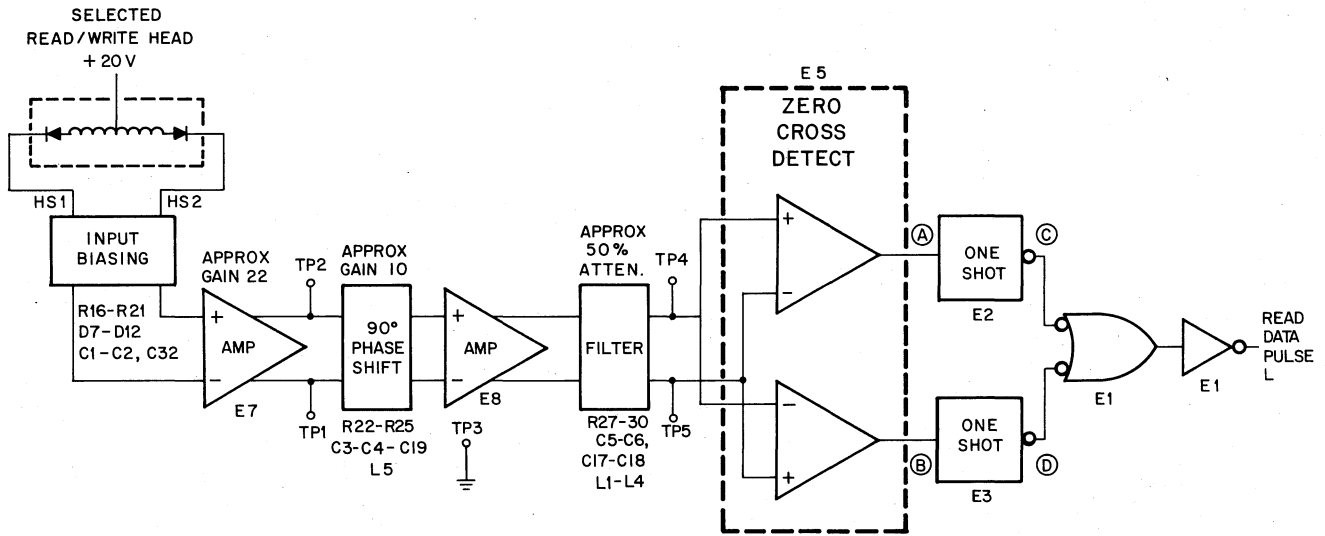 SELECTED
READ/WRITE HEAD
+20V
HS1
HS2
INPUT
BIASING
R16-R21
D7-D12
C1-C2, C32
APPROX
GAIN 22
+
AMP
-
E7
TP2
TP1
APPROX
GAIN 10
90°
PHASE
SHIFT
R22-R25
C3-C4-C19
L5
+
AMP
-
E8
TP3
APPROX
50%
ATTEN.
FILTER
R27-30
C5-C6,
C17-C18
L1-L4
TP4
TP5
E5
ZERO
CROSS
DETECT
+
-
-
+
A
ONE
SHOT
C
E2
B
ONE
SHOT
D
E3
E1
E1
READ
DATA
PULSE
L